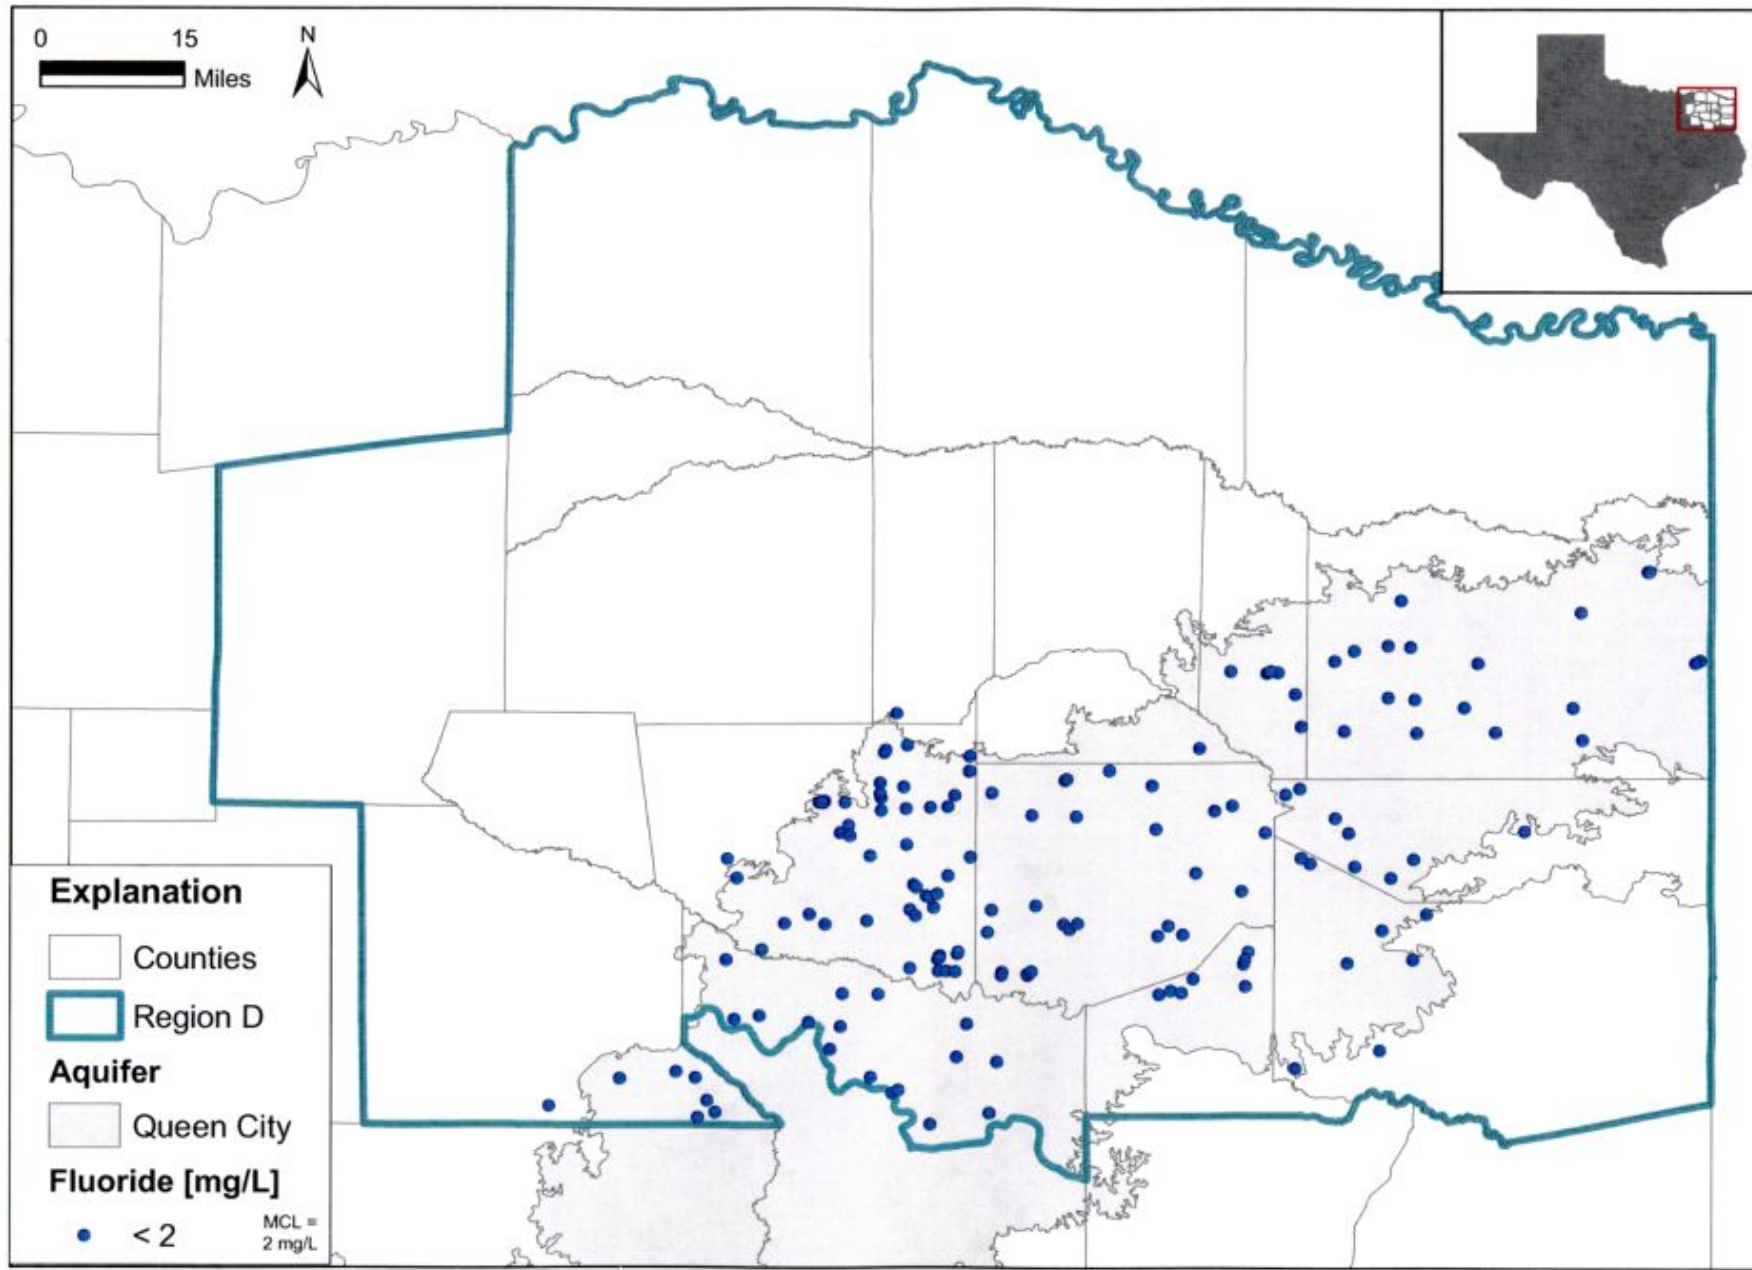 0 15
Miles
N
Explanation
Counties
Region D
Aquifer
Queen City
Fluoride [mg/L]
< 2
MCL =
2 mg/L